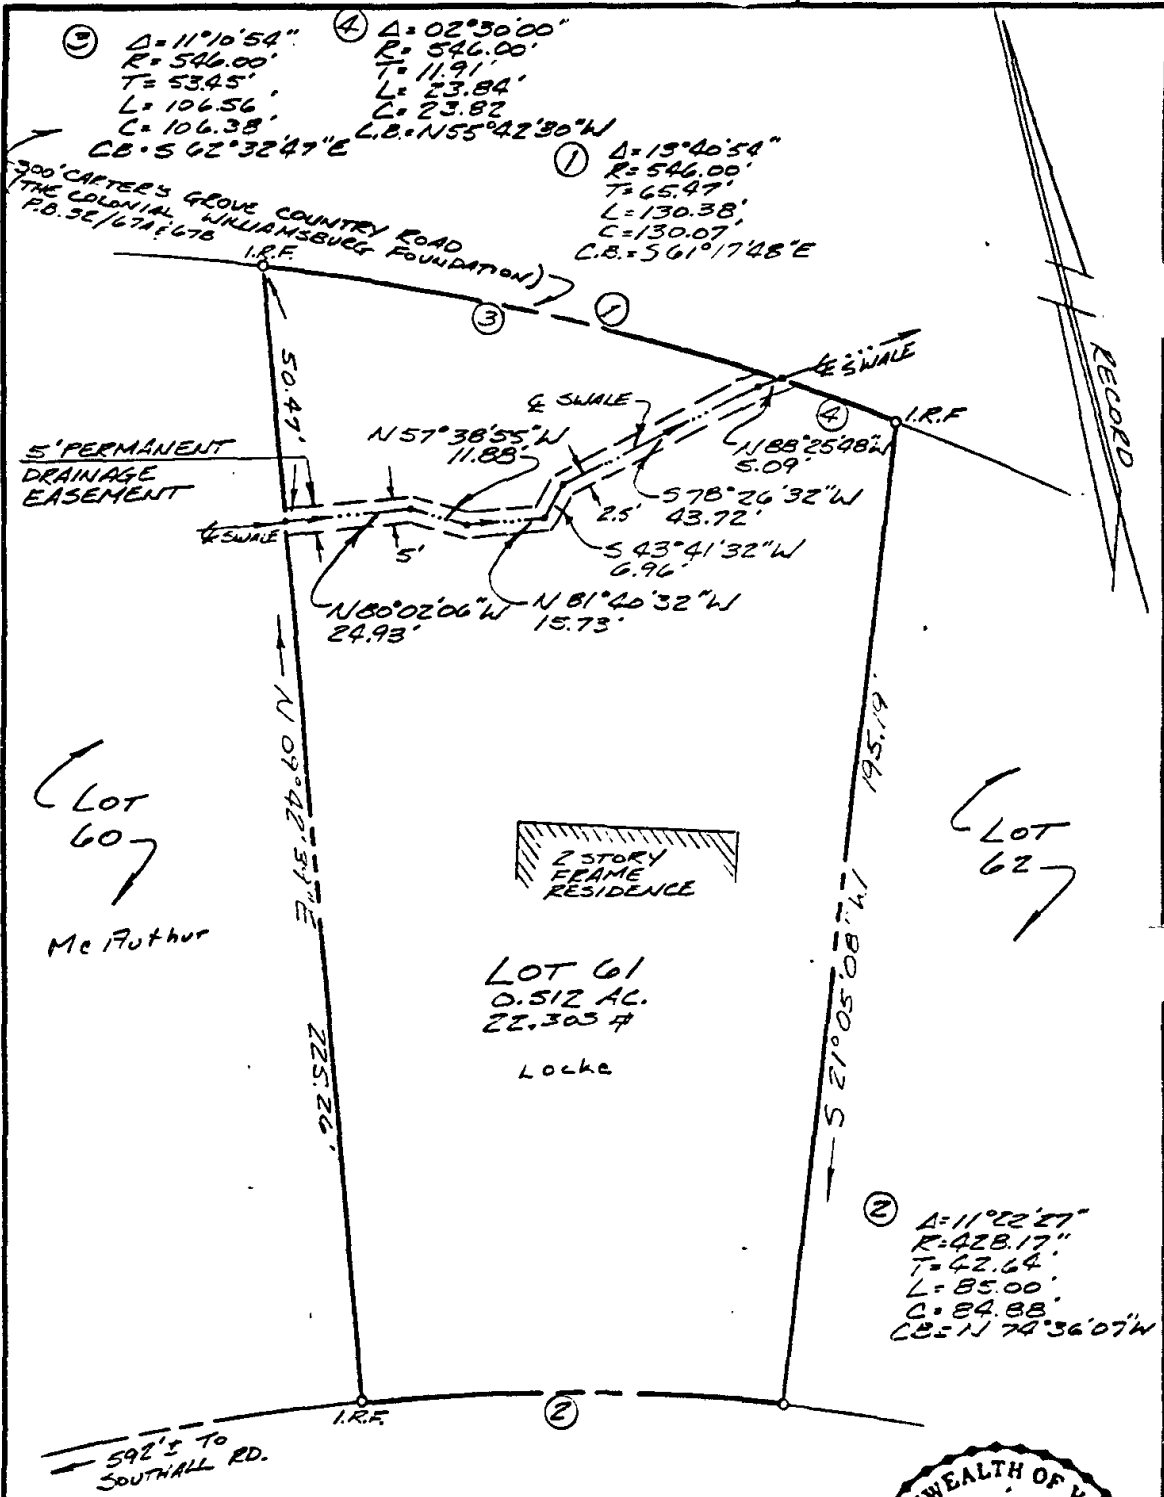 ③
Δ=11°10'54"
R=546.00'
T=53.45'
L=106.56'
C=106.38'
CB=S 62°32'47"E
④
Δ=02°30'00"
R=546.00'
T=11.91'
L=23.84'
C=23.82
C.B.=N55°42'30"W
①
Δ=13°40'54"
R=546.00'
T=65.47'
L=130.38'
C=130.07'
C.B.=S 61°17'48"E
300' CARTER'S GROVE COUNTRY ROAD
(THE COLONIAL WILLIAMSBURG FOUNDATION)
P.B. 32/67A & 67B
I.R.F.
③
①
④
I.R.F.
RECORD
℄ SWALE
℄ SWALE
50.47'
N57°38'55"W
11.88'
N88°25'48"W
5.09'
5' PERMANENT
DRAINAGE
EASEMENT
S78°26'32"W
43.72'
2.5'
℄ SWALE
5'
S 43°41'32"W
6.96'
N80°02'06"W
24.93'
N 81°40'32"W
15.73'
N 09°42'39"E
225.26'
195.19'
S 21°05'08"W
LOT
60
McArthur
LOT
62
2 STORY
FRAME
RESIDENCE
LOT 61
0.512 AC.
22,303 ⌗
Locke
②
Δ=11°22'27"
R=428.17"
T=42.64'
L=85.00'
C=84.88'
CB=N 74°36'07"W
I.R.F.
②
592'± TO
SOUTHALL RD.
WEALTH OF V